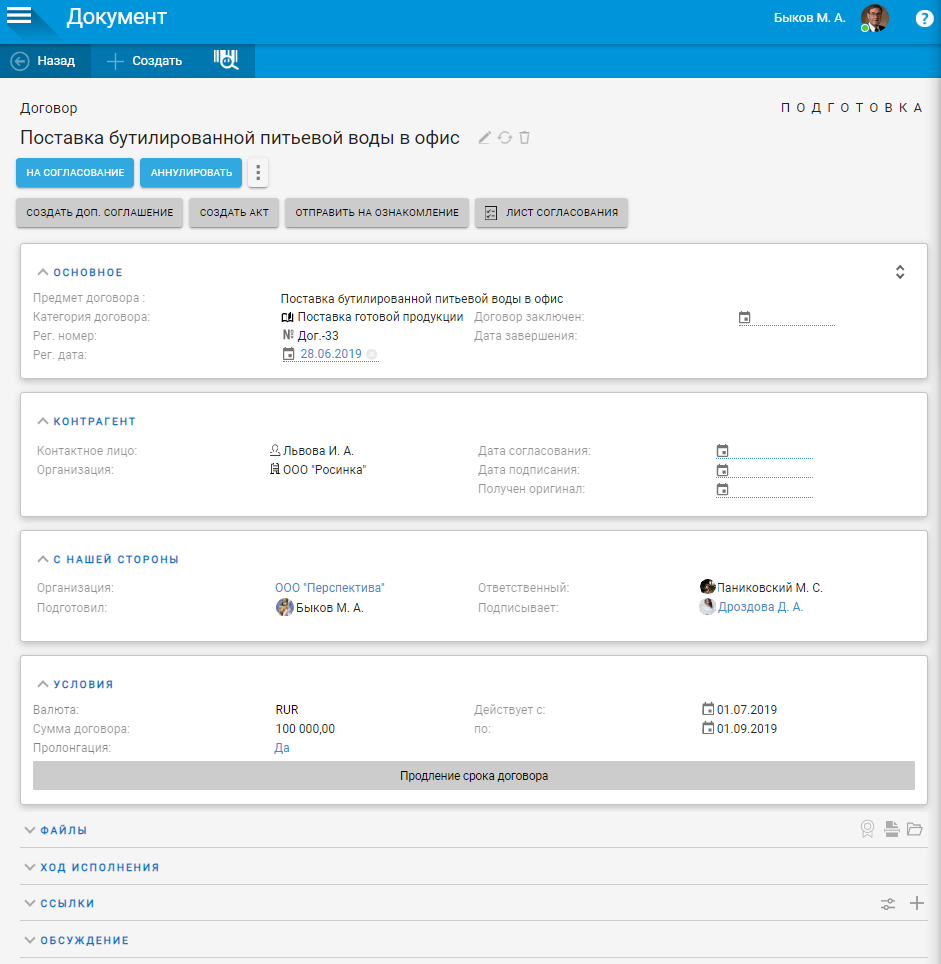 Документ
Быков М. А.
?
Назад
Создать
Договор
ПОДГОТОВКА
Поставка бутилированной питьевой воды в офис
НА СОГЛАСОВАНИЕ
АННУЛИРОВАТЬ
СОЗДАТЬ ДОП. СОГЛАШЕНИЕ
СОЗДАТЬ АКТ
ОТПРАВИТЬ НА ОЗНАКОМЛЕНИЕ
ЛИСТ СОГЛАСОВАНИЯ
ОСНОВНОЕ
Предмет договора : Поставка бутилированной питьевой воды в офис
Категория договора: Поставка готовой продукции Договор заключен:
Рег. номер: № Дог.-33 Дата завершения:
Рег. дата: 28.06.2019
КОНТРАГЕНТ
Контактное лицо: Львова И. А. Дата согласования:
Организация: ООО "Росинка" Дата подписания:
Получен оригинал:
С НАШЕЙ СТОРОНЫ
Организация: ООО "Перспектива" Ответственный: Паниковский М. С.
Подготовил: Быков М. А. Подписывает: Дроздова Д. А.
УСЛОВИЯ
Валюта: RUR Действует с: 01.07.2019
Сумма договора: 100 000,00 по: 01.09.2019
Пролонгация: Да
Продление срока договора
ФАЙЛЫ
ХОД ИСПОЛНЕНИЯ
ССЫЛКИ
ОБСУЖДЕНИЕ